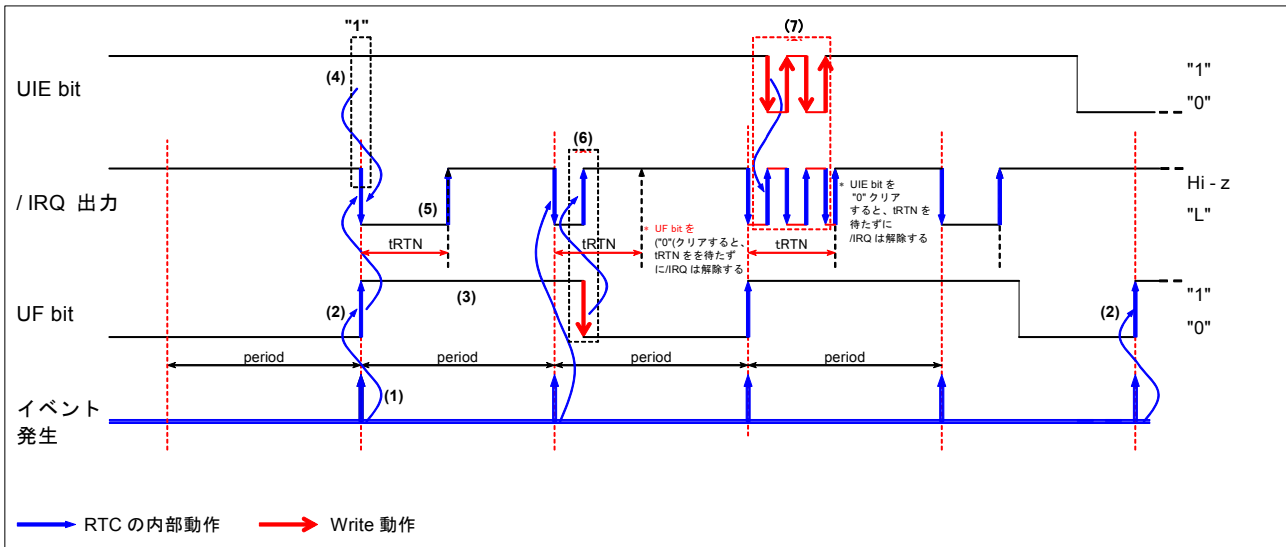 "1"
(7)
(4)
UIE bit
"1"
"0"
(6)
/ IRQ 出力
(5)
Hi - z
"L"
tRTN
tRTN
tRTN
* UF bit を
("0"(クリアすると、
tRTN をを待たず
に/IRQ は解除する
* UIE bit を
"0" クリア
すると、tRTN を
待たずに
/IRQ は解除する
UF bit
(2)
(3)
(2)
"1"
"0"
period
period
period
period
(1)
イベント
発生
RTC の内部動作
Write 動作